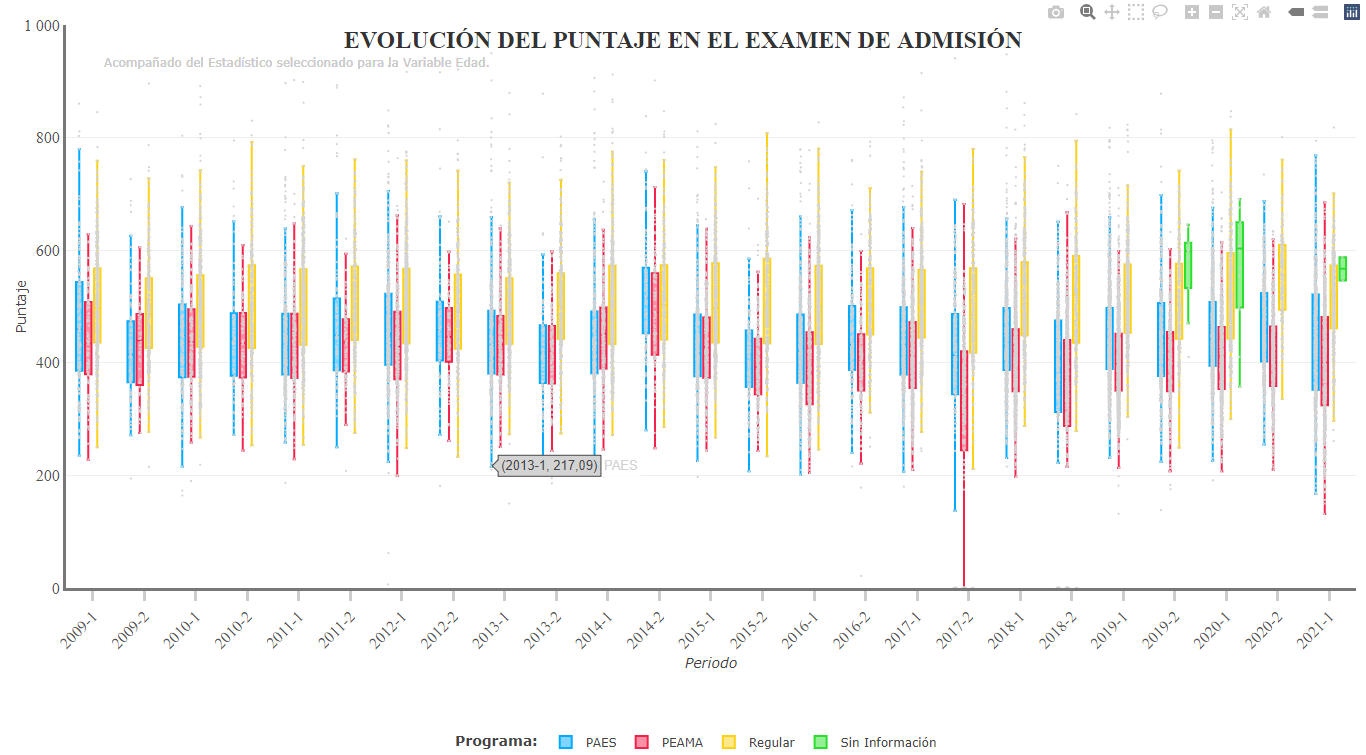 EVOLUCIÓN DEL PUNTAJE EN EL EXAMEN DE ADMISIÓN
Acompañado del Estadístico seleccionado para la Variable Edad.
Puntaje
1 000
800
600
400
200
0
(2013-1, 217,09) PAES
2009-1 2009-2 2010-1 2010-2 2011-1 2011-2 2012-1 2012-2 2013-1 2013-2 2014-1 2014-2 2015-1 2015-2 2016-1 2016-2 2017-1 2017-2 2018-1 2018-2 2019-1 2019-2 2020-1 2020-2 2021-1
Periodo
Programa: PAES PEAMA Regular Sin Información